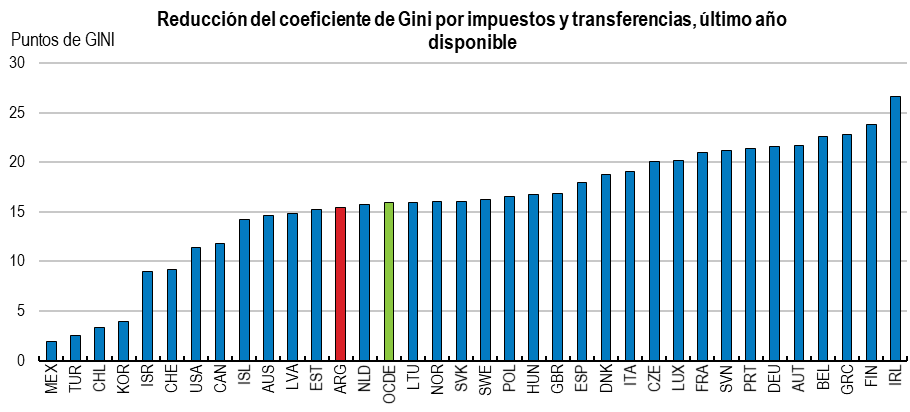 Reducción del coeficiente de Gini por impuestos y transferencias, último año
disponible
Puntos de GINI
30
25
20
15
10
5
0
MEX TUR CHL KOR ISR CHE USA CAN ISL AUS LVA EST ARG NLD OCDE LTU NOR SVK SWE POL HUN GBR ESP DNK ITA CZE LUX FRA SVN PRT DEU AUT BEL GRC FIN IRL